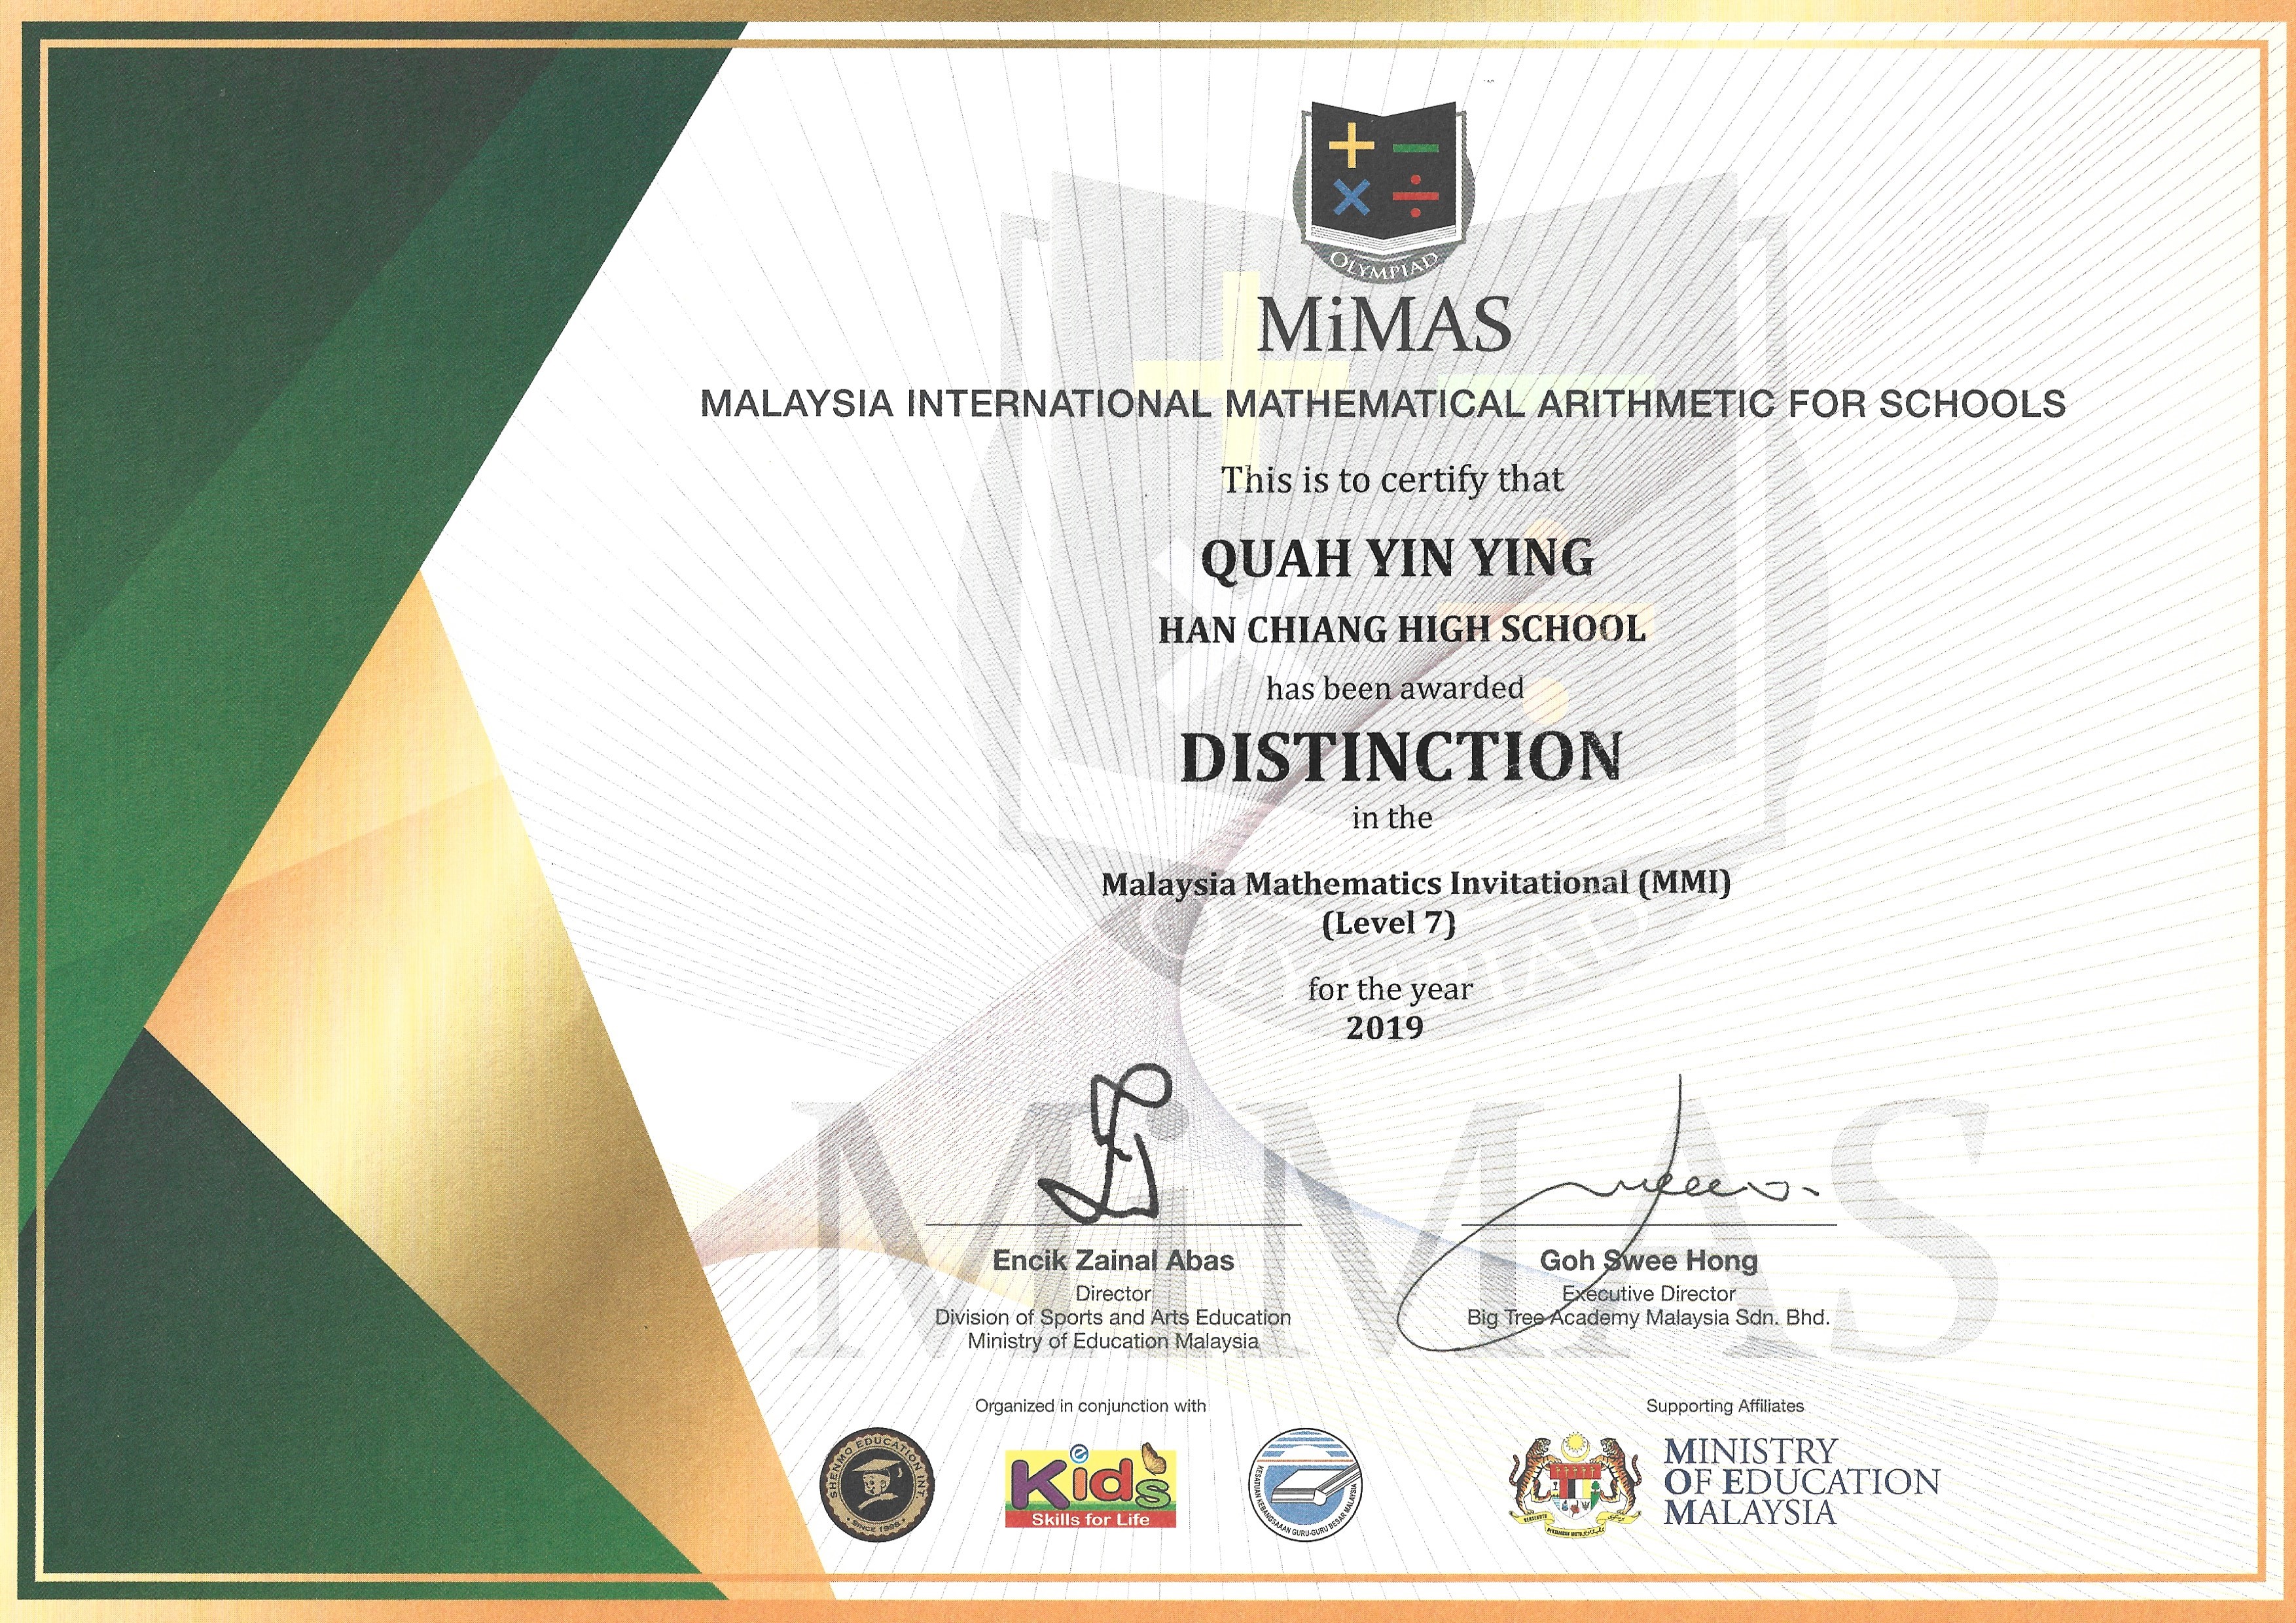 OLYMPIAD
MiMAS
MALAYSIA INTERNATIONAL MATHEMATICAL ARITHMETIC FOR SCHOOLS
This is to certify that
QUAH YIN YING
HAN CHIANG HIGH SCHOOL
has been awarded
DISTINCTION
in the
Malaysia Mathematics Invitational (MMI)
(Level 7)
for the year
2019
MiMAS
Encik Zainal Abas
Director
Division of Sports and Arts Education
Ministry of Education Malaysia
Goh Swee Hong
Executive Director
Big Tree Academy Malaysia Sdn. Bhd.
Organized in conjunction with
Supporting Affiliates
SHENMO EDUCATION INT.
SINCE 1995
e
Kids
Skills for Life
KESATUAN KEBANGSAAAN GURU-GURU BESAR MALAYSIA
MINISTRY
OF EDUCATION
MALAYSIA